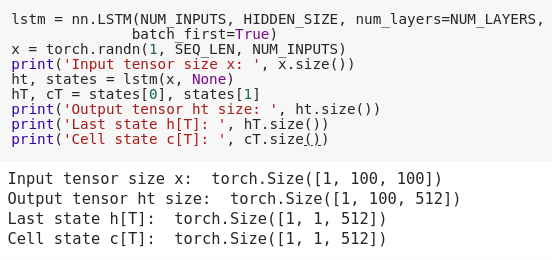 lstm = nn.LSTM(NUM_INPUTS, HIDDEN_SIZE, num_layers=NUM_LAYERS,
batch_first=True)
x = torch.randn(1, SEQ_LEN, NUM_INPUTS)
print('Input tensor size x: ', x.size())
ht, states = lstm(x, None)
hT, cT = states[0], states[1]
print('Output tensor ht size: ', ht.size())
print('Last state h[T]: ', hT.size())
print('Cell state c[T]: ', cT.size())
Input tensor size x:  torch.Size([1, 100, 100])
Output tensor ht size:  torch.Size([1, 100, 512])
Last state h[T]:  torch.Size([1, 1, 512])
Cell state c[T]:  torch.Size([1, 1, 512])